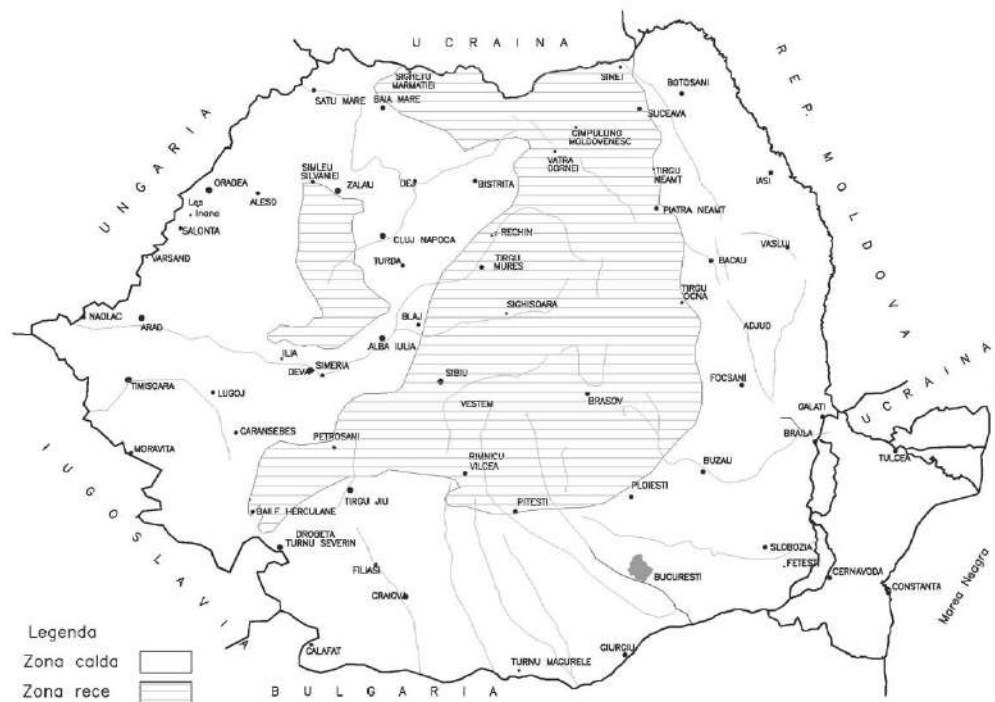 UCRAINA
REP. MOLDOVA
UNGARIA
SIGHETU
MARMATIEI
SIRET
BOTOSANI
SATU MARE
BAIA MARE
SUCEAVA
CIMPULUNG
MOLDOVENESC
VATRA
DORNEI
SIMLEU
SILVANIEI
ZALAU
DEJ
BISTRITA
TIRGU
NEAMT
IASI
ORADEA
ALESD
Les
Inand
SALONTA
PIATRA NEAMT
CLUJ NAPOCA
RECHIN
VASLUI
VARSAND
TURDA
TIRGU
MURES
BACAU
TIRGU
OCNA
SIGHISOARA
NADLAC
ARAD
BLAJ
ADJUD
ALBA IULIA
ILIA
SIMERIA
DEVA
SIBIU
TIMISOARA
LUGOJ
VESTEM
BRASOV
FOCSANI
UCRAINA
GALATI
CARANSEBES
BRAILA
MORAVITA
PETROSANI
TULCEA
RIMNICU
VILCEA
BUZAU
IUGOSLAVIA
TIRGU JIU
PLOIESTI
BAILE HERCULANE
PITESTI
DROBETA
TURNU SEVERIN
SLOBOZIA
FILIASI
BUCURESTI
FETESTI
CERNAVODA
CONSTANTA
CRAIOVA
Marea Neagra
Legenda
CALAFAT
GIURGIU
Zona calda
TURNU MAGURELE
Zona rece
BULGARIA